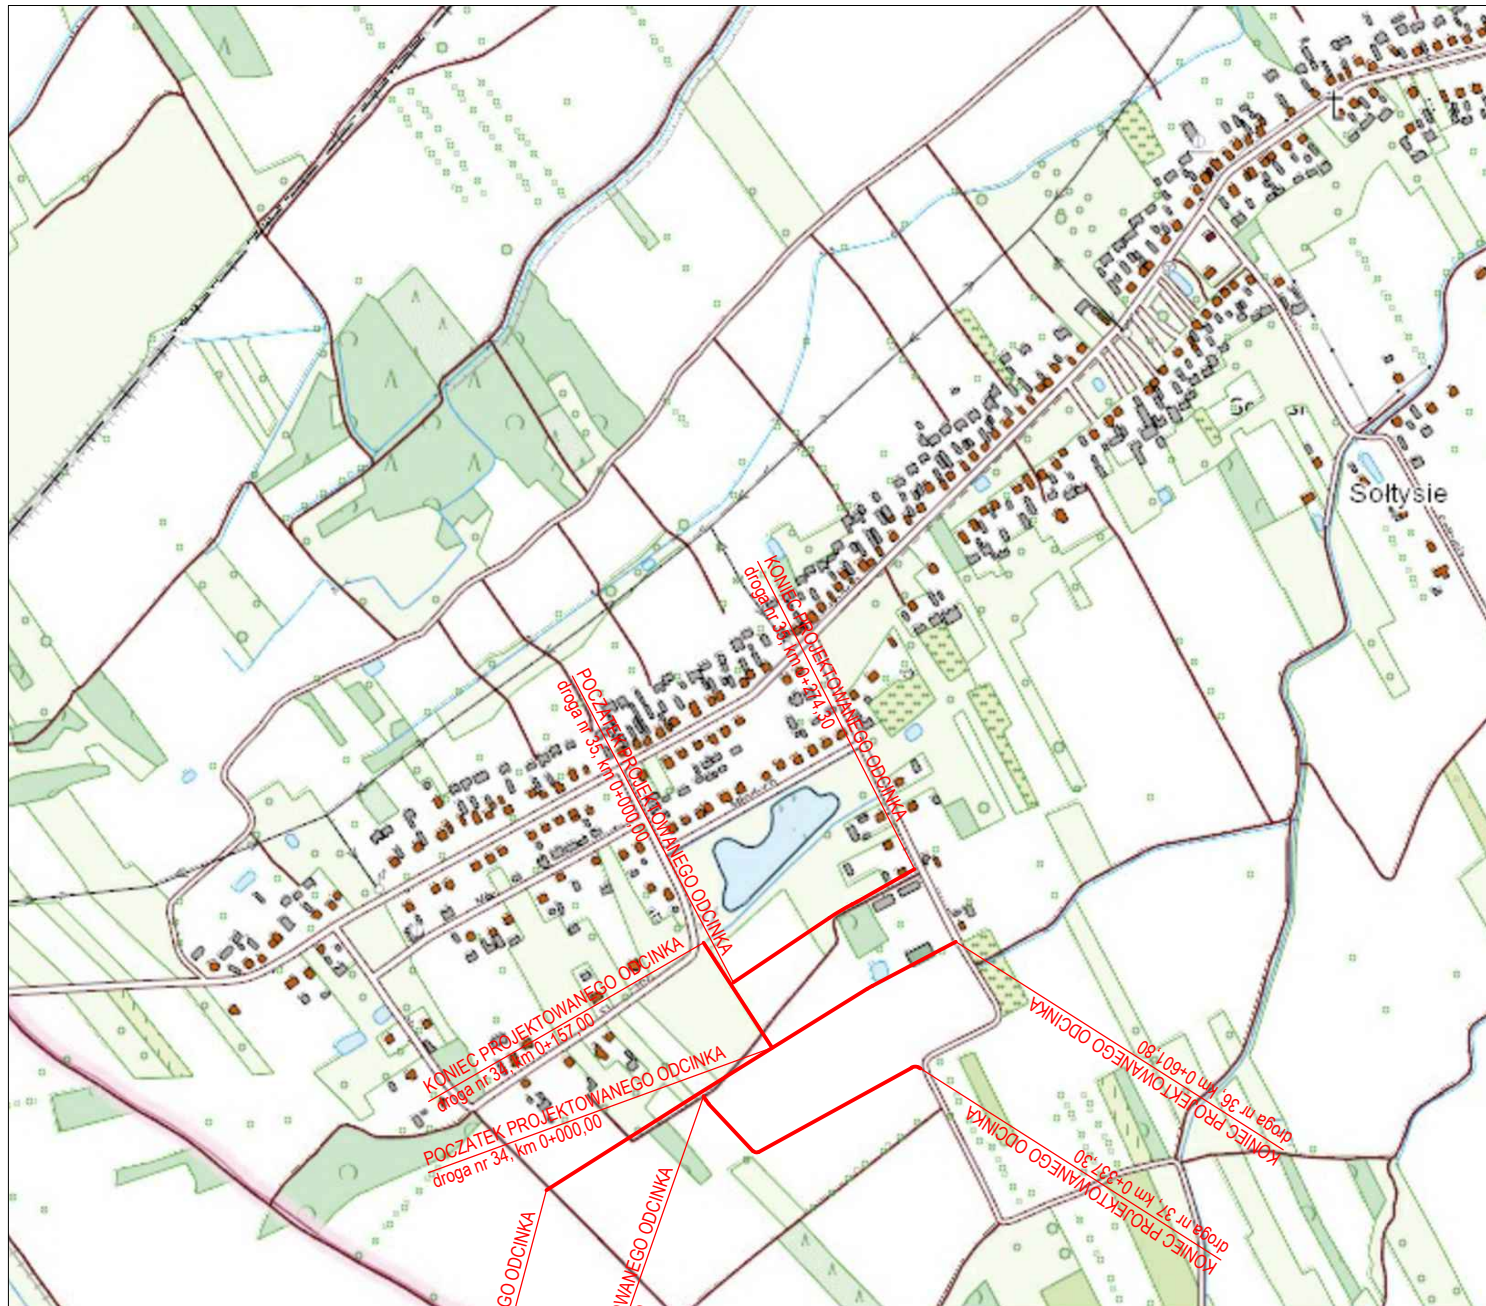 Sołtysie
KONIEC PROJEKTOWANEGO ODCINKA
droga nr 35, km 0+274,30
POCZĄTEK PROJEKTOWANEGO ODCINKA
droga nr 35, km 0+000,00
KONIEC PROJEKTOWANEGO ODCINKA
droga nr 34, km 0+157,00
POCZĄTEK PROJEKTOWANEGO ODCINKA
droga nr 34, km 0+000,00
KONIEC PROJEKTOWANEGO ODCINKA
droga nr 36, km 0+601,80
KONIEC PROJEKTOWANEGO ODCINKA
droga nr 37, km 0+337,30
GO ODCINKA
WANEGO ODCINKA